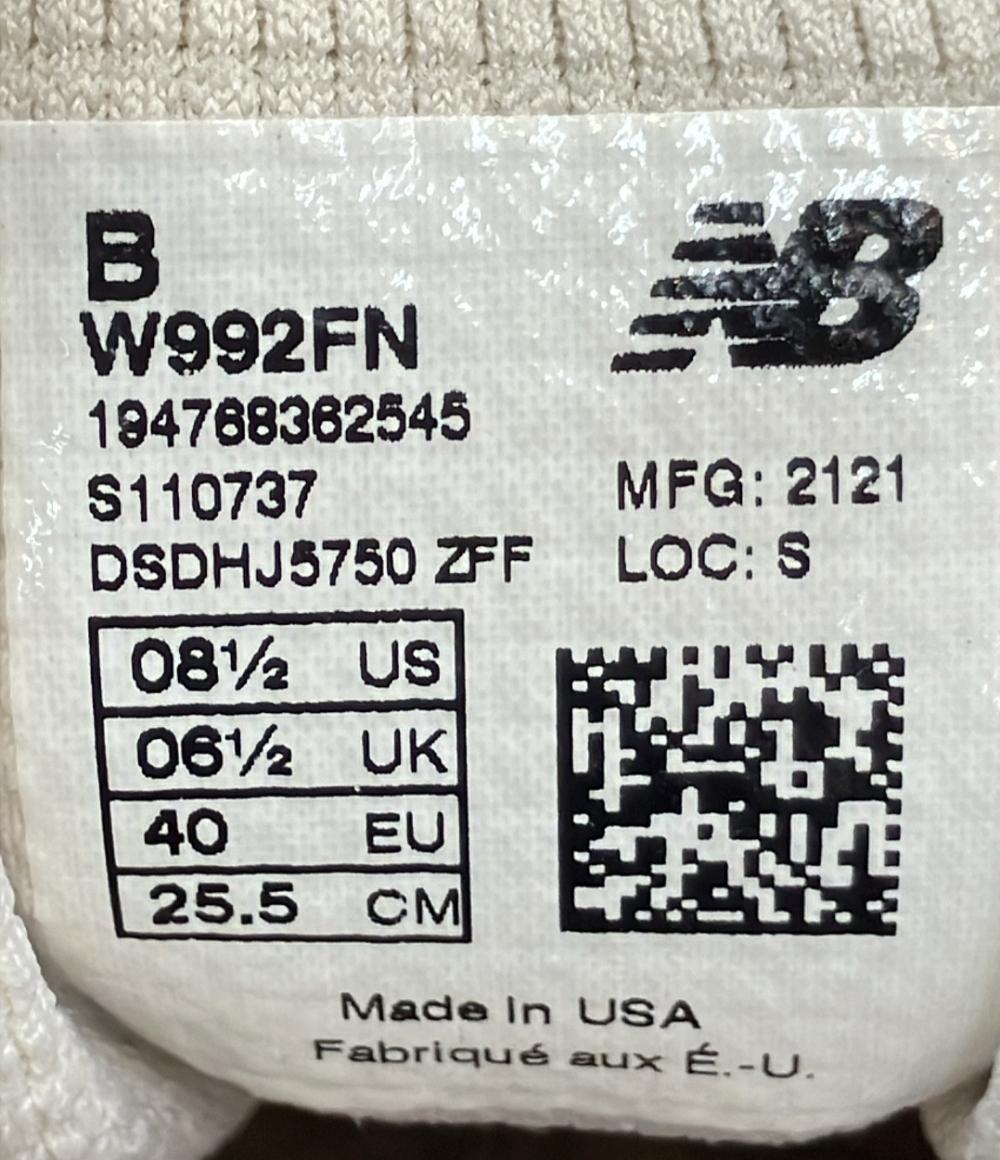 B
NB
W992FN
194768362545
S110737
MFG: 2121
DSDHJ5750 ZFF
LOC: S
08½ US
06½ UK
40 EU
25.5 CM
Made in USA
Fabriqué aux É.-U.